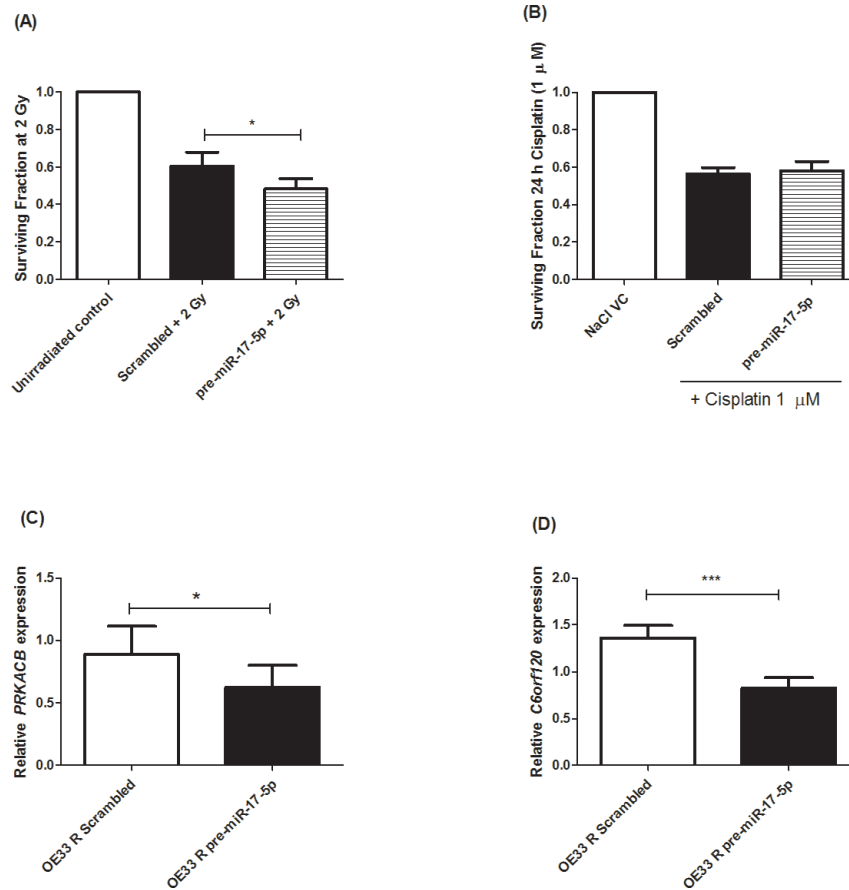 (A)
Surviving Fraction at 2 Gy
1.0
0.8
0.6
0.4
0.2
0.0
*
Unirradiated control
Scrambled + 2 Gy
pre-miR-17-5p + 2 Gy
(B)
Surviving Fraction 24 h Cisplatin (1 μM)
1.0
0.8
0.6
0.4
0.2
0.0
NaCl VC
Scrambled
pre-miR-17-5p
+ Cisplatin 1 μM
(C)
Relative PRKACB expression
1.5
1.0
0.5
0.0
*
OE33 R Scrambled
OE33 R pre-miR-17-5p
(D)
Relative C6orf120 expression
2.0
1.5
1.0
0.5
0.0
***
OE33 R Scrambled
OE33 R pre-miR-17-5p